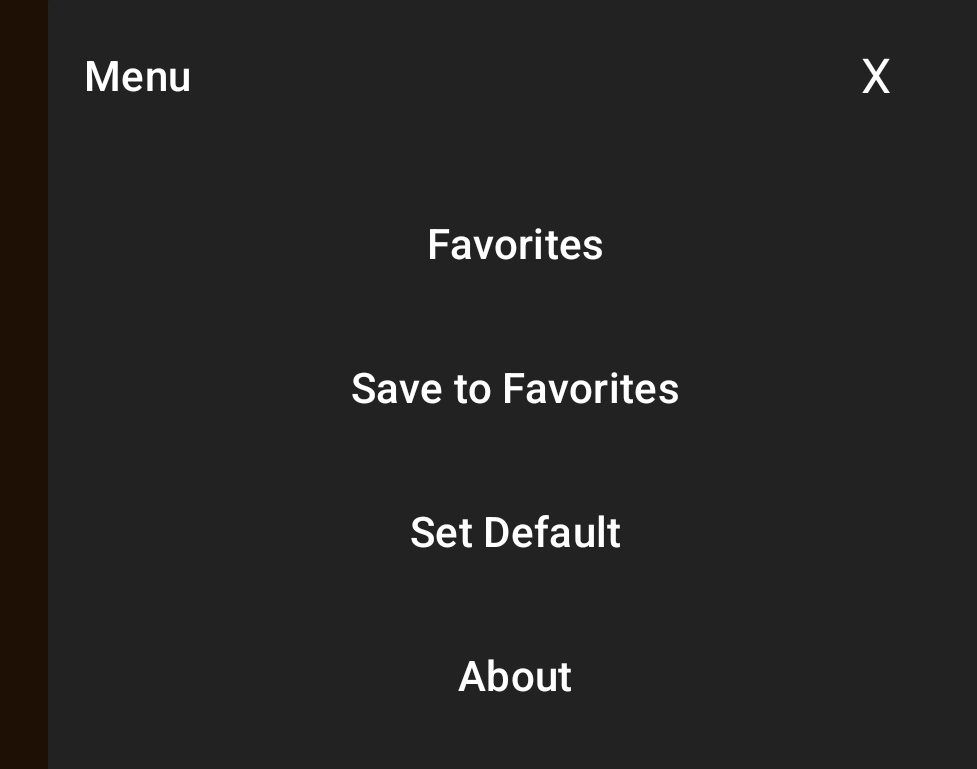 Menu X
Favorites
Save to Favorites
Set Default
About